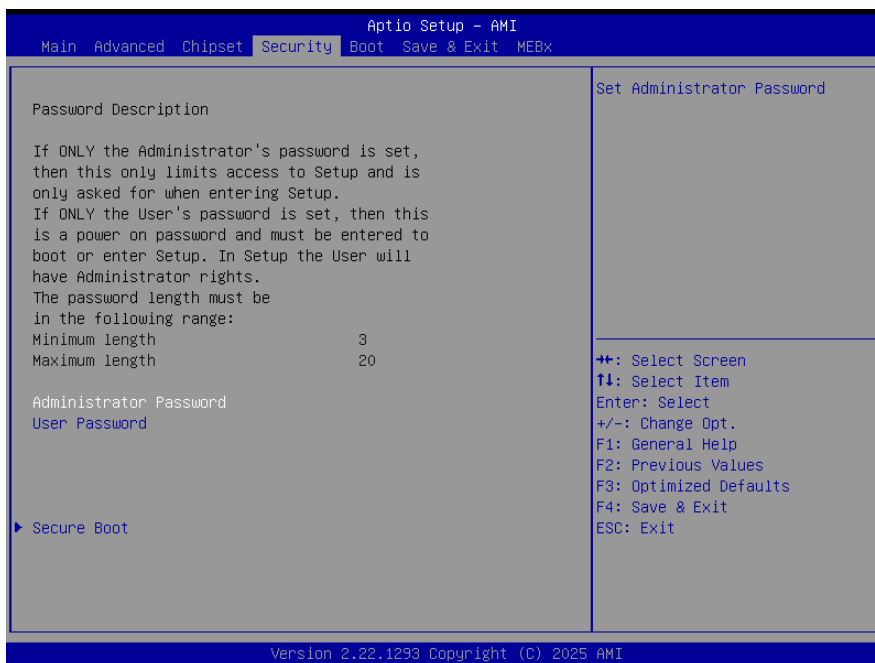 Aptio Setup – AMI
Main Advanced Chipset Security Boot Save & Exit MEBx
Set Administrator Password
Password Description
If ONLY the Administrator's password is set,
then this only limits access to Setup and is
only asked for when entering Setup.
If ONLY the User's password is set, then this
is a power on password and must be entered to
boot or enter Setup. In Setup the User will
have Administrator rights.
The password length must be
in the following range:
Minimum length 3
Maximum length 20
Administrator Password
User Password
Secure Boot
→←: Select Screen
↑↓: Select Item
Enter: Select
+/-: Change Opt.
F1: General Help
F2: Previous Values
F3: Optimized Defaults
F4: Save & Exit
ESC: Exit
Version 2.22.1293 Copyright (C) 2025 AMI